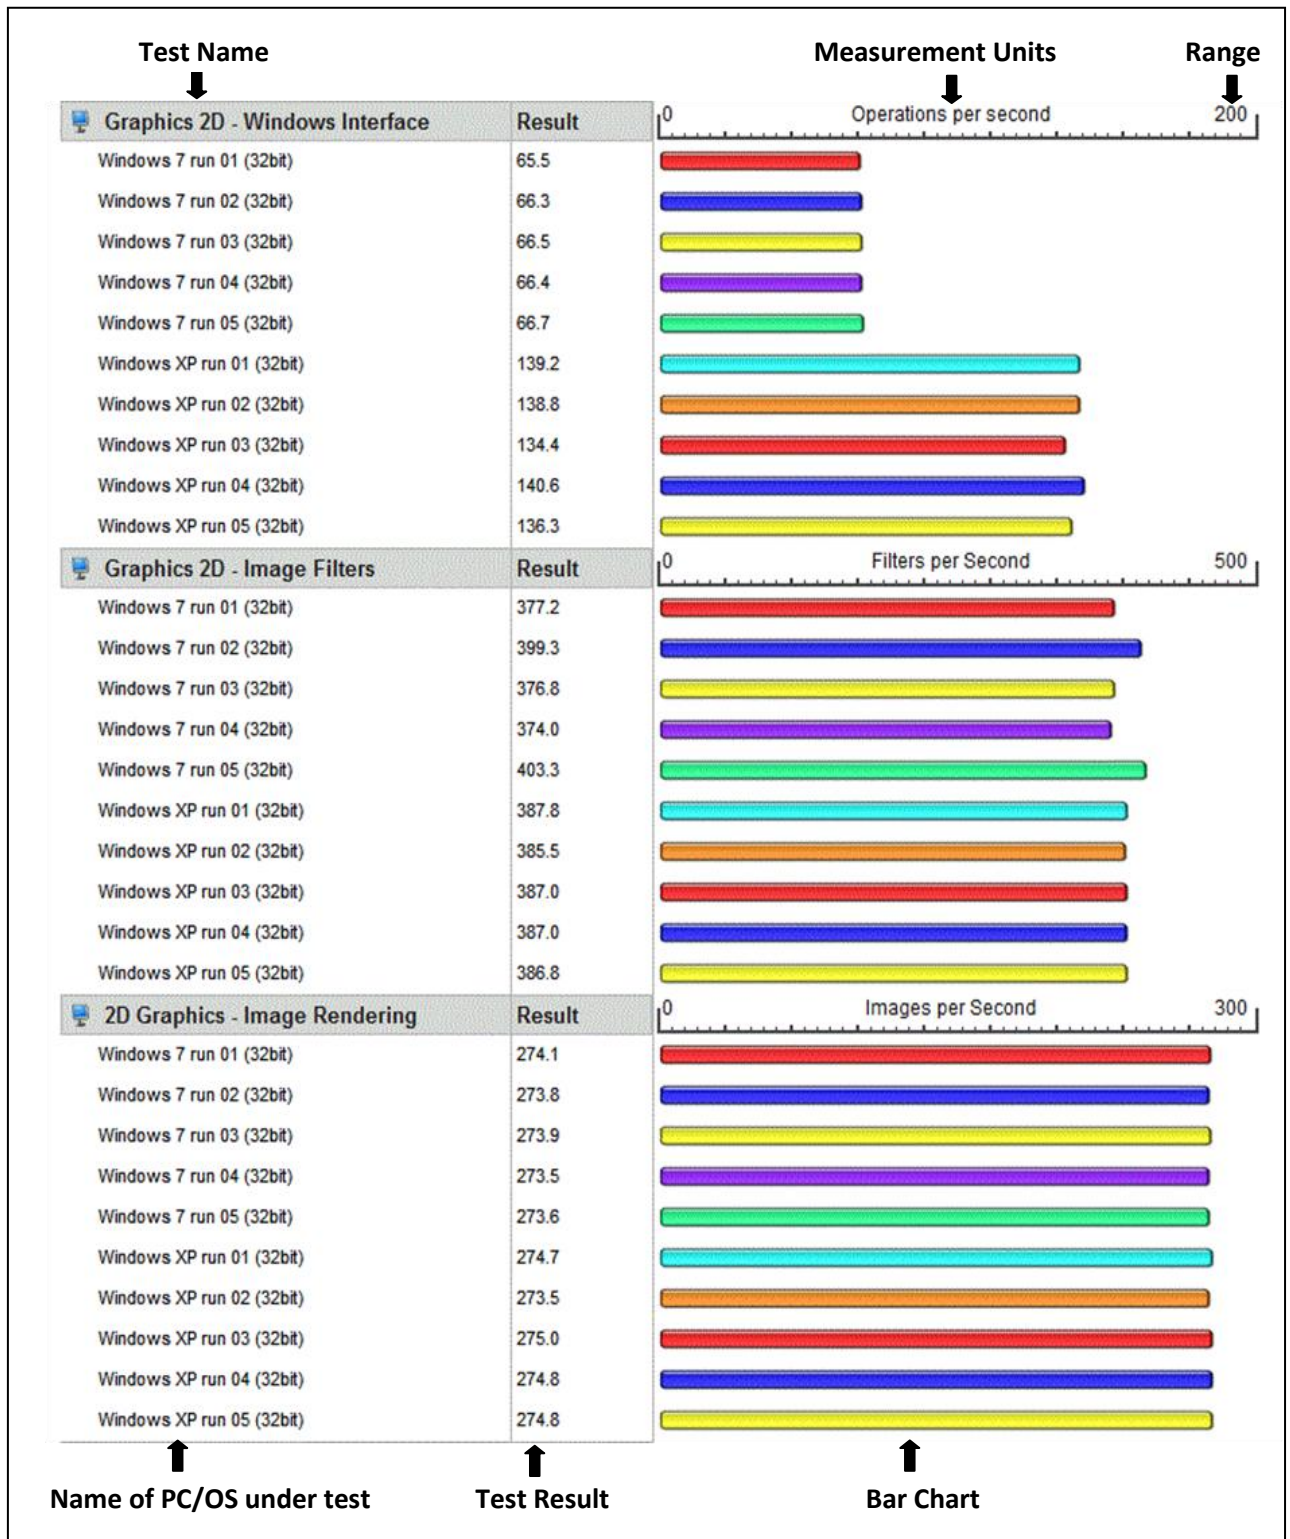 Test Name Measurement Units Range
Graphics 2D - Windows Interface Result 0 Operations per second 200
Windows 7 run 01 (32bit) 65.5
Windows 7 run 02 (32bit) 66.3
Windows 7 run 03 (32bit) 66.5
Windows 7 run 04 (32bit) 66.4
Windows 7 run 05 (32bit) 66.7
Windows XP run 01 (32bit) 139.2
Windows XP run 02 (32bit) 138.8
Windows XP run 03 (32bit) 134.4
Windows XP run 04 (32bit) 140.6
Windows XP run 05 (32bit) 136.3
Graphics 2D - Image Filters Result 0 Filters per Second 500
Windows 7 run 01 (32bit) 377.2
Windows 7 run 02 (32bit) 399.3
Windows 7 run 03 (32bit) 376.8
Windows 7 run 04 (32bit) 374.0
Windows 7 run 05 (32bit) 403.3
Windows XP run 01 (32bit) 387.8
Windows XP run 02 (32bit) 385.5
Windows XP run 03 (32bit) 387.0
Windows XP run 04 (32bit) 387.0
Windows XP run 05 (32bit) 386.8
2D Graphics - Image Rendering Result 0 Images per Second 300
Windows 7 run 01 (32bit) 274.1
Windows 7 run 02 (32bit) 273.8
Windows 7 run 03 (32bit) 273.9
Windows 7 run 04 (32bit) 273.5
Windows 7 run 05 (32bit) 273.6
Windows XP run 01 (32bit) 274.7
Windows XP run 02 (32bit) 273.5
Windows XP run 03 (32bit) 275.0
Windows XP run 04 (32bit) 274.8
Windows XP run 05 (32bit) 274.8
Name of PC/OS under test Test Result Bar Chart